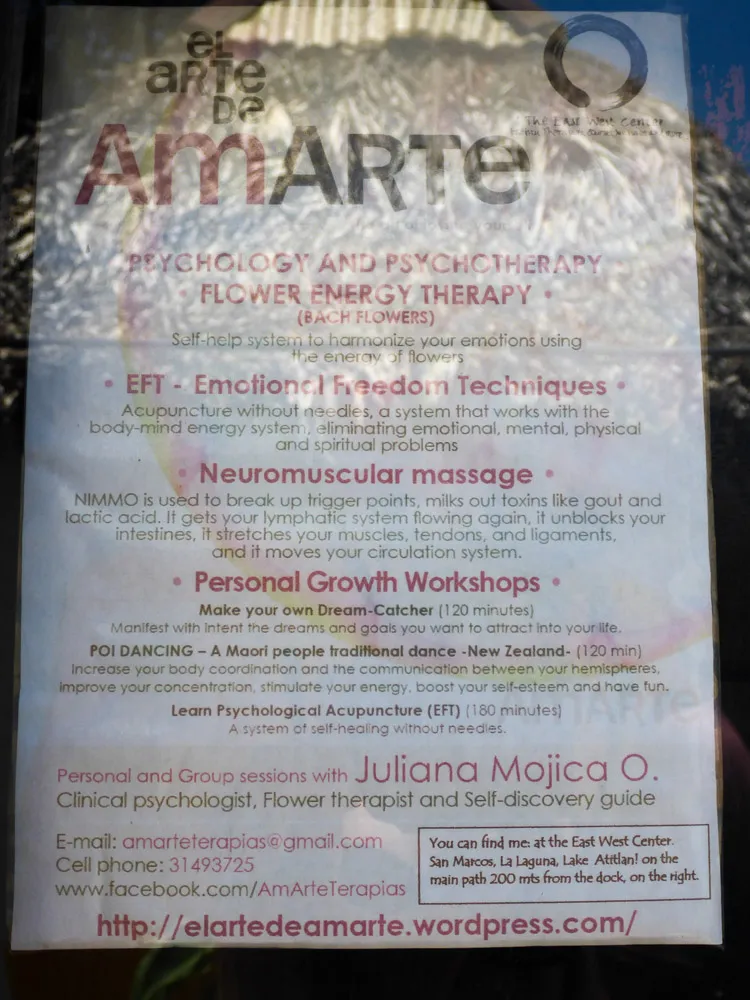 eL
aRTe
De
AmARTe
The East West Center
PSYCHOLOGY AND PSYCHOTHERAPY
• FLOWER ENERGY THERAPY •
(BACH FLOWERS)
Self-help system to harmonize your emotions using
the energy of flowers
• EFT - Emotional Freedom Techniques •
Acupuncture without needles, a system that works with the
body-mind energy system, eliminating emotional, mental, physical
and spiritual problems
• Neuromuscular massage •
NIMMO is used to break up trigger points, milks out toxins like gout and
lactic acid. It gets your lymphatic system flowing again, it unblocks your
intestines, it stretches your muscles, tendons, and ligaments,
and it moves your circulation system.
• Personal Growth Workshops •
Make your own Dream-Catcher (120 minutes)
Manifest with intent the dreams and goals you want to attract into your life.
POI DANCING – A Maori people traditional dance -New Zealand- (120 min)
Increase your body coordination and the communication between your hemispheres,
improve your concentration, stimulate your energy, boost your self-esteem and have fun.
Learn Psychological Acupuncture (EFT) (180 minutes)
A system of self-healing without needles.
Personal and Group sessions with Juliana Mojica O.
Clinical psychologist, Flower therapist and Self-discovery guide
E-mail: amarteterapias@gmail.com
Cell phone: 31493725
www.facebook.com/AmArteTerapias
You can find me: at the East West Center.
San Marcos, La Laguna, Lake Atitlan! on the
main path 200 mts from the dock, on the right.
http://elartedeamarte.wordpress.com/